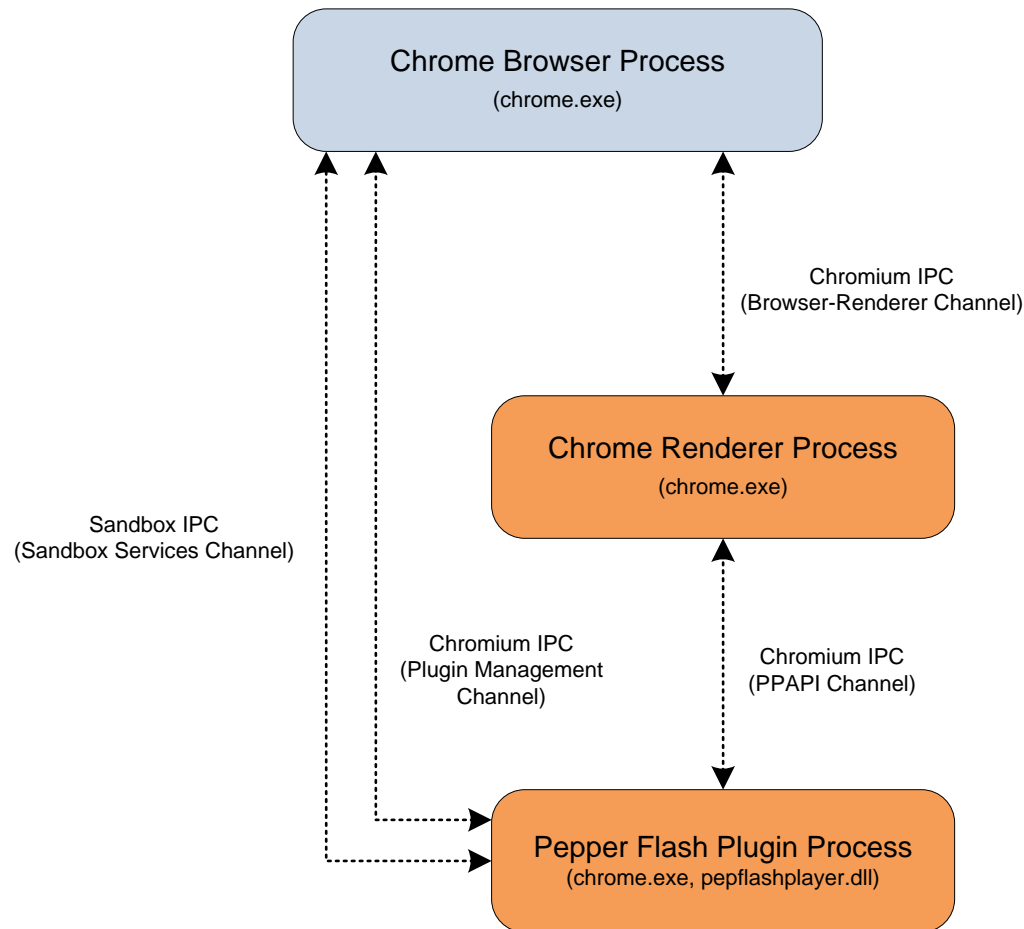 Chrome Browser Process
(chrome.exe)
Chromium IPC
(Browser-Renderer Channel)
Chrome Renderer Process
(chrome.exe)
Sandbox IPC
(Sandbox Services Channel)
Chromium IPC
(Plugin Management
Channel)
Chromium IPC
(PPAPI Channel)
Pepper Flash Plugin Process
(chrome.exe, pepflashplayer.dll)